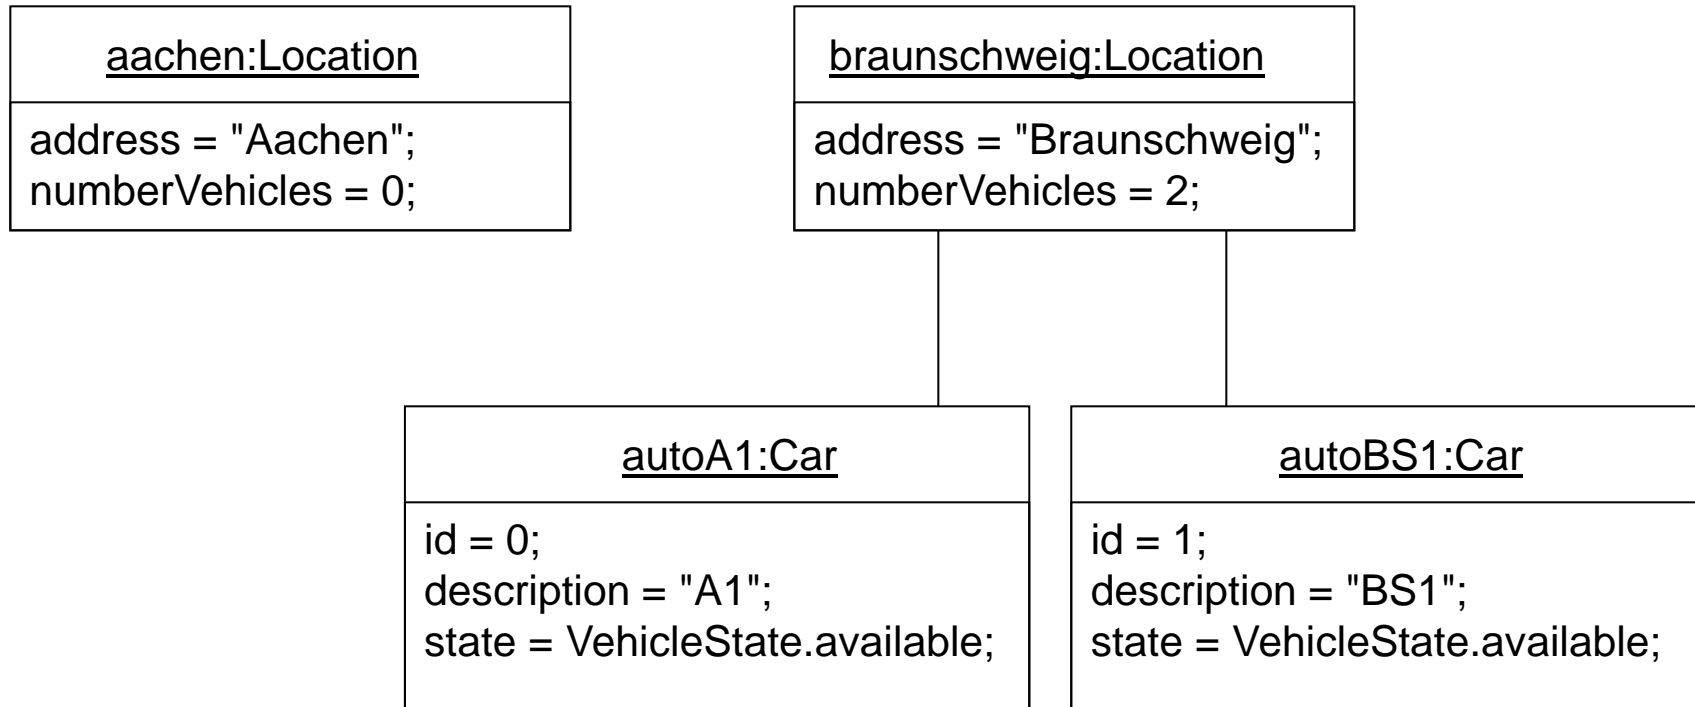 aachen:Location
address = "Aachen";
numberVehicles = 0;
braunschweig:Location
address = "Braunschweig";
numberVehicles = 2;
autoA1:Car
id = 0;
description = "A1";
state = VehicleState.available;
autoBS1:Car
id = 1;
description = "BS1";
state = VehicleState.available;